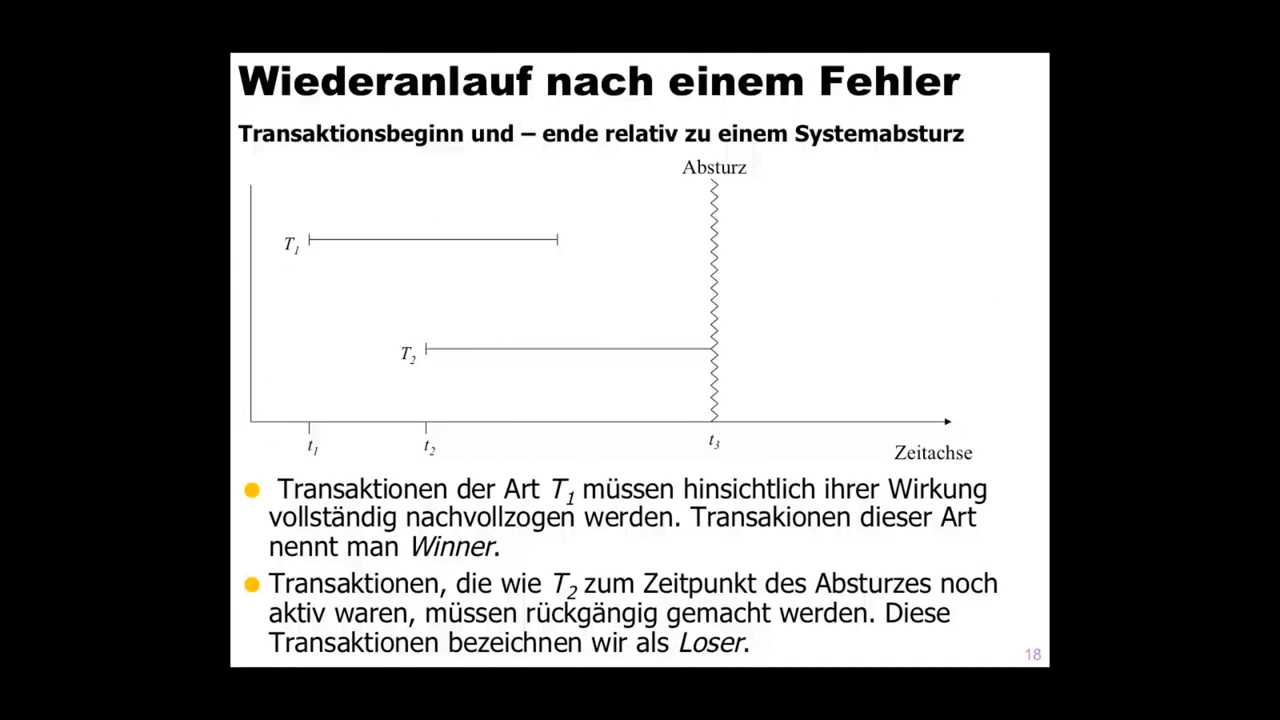 Wiederanlauf nach einem Fehler
Transaktionsbeginn und – ende relativ zu einem Systemabsturz
Absturz
T1
T2
t1 t2 t3
Zeitachse
Transaktionen der Art T1 müssen hinsichtlich ihrer Wirkung
vollständig nachvollzogen werden. Transakionen dieser Art
nennt man Winner.
Transaktionen, die wie T2 zum Zeitpunkt des Absturzes noch
aktiv waren, müssen rückgängig gemacht werden. Diese
Transaktionen bezeichnen wir als Loser.
18